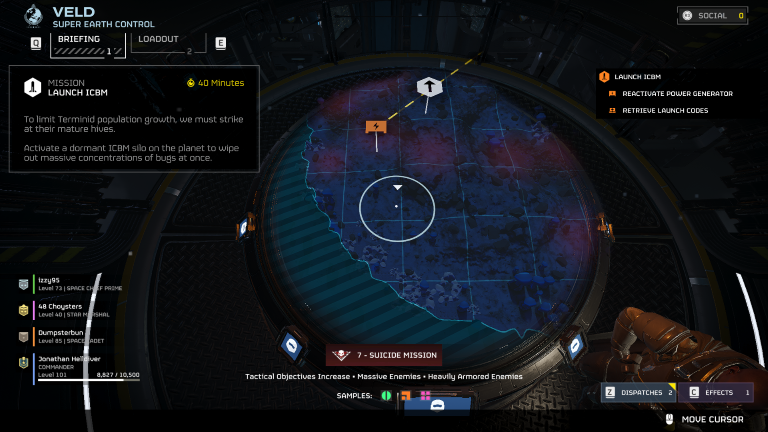 VELD
SUPER EARTH CONTROL
Q
BRIEFING
1
LOADOUT
2
E
SOCIAL 0
MISSION
LAUNCH ICBM
40 Minutes
To limit Terminid population growth, we must strike
at their mature hives.
Activate a dormant ICBM silo on the planet to wipe
out massive concentrations of bugs at once.
LAUNCH ICBM
REACTIVATE POWER GENERATOR
RETRIEVE LAUNCH CODES
Izzy95
Level 73 | SPACE CHIEF PRIME
48 Choysters
Level 40 | STAR MARSHAL
Dumpsterbun
Level 85 | SPACE CADET
Jonathan Helldiver
COMMANDER
Level 101
8,827 / 10,500
7 - SUICIDE MISSION
Tactical Objectives Increase • Massive Enemies • Heavily Armored Enemies
SAMPLES:
Z DISPATCHES 2
C EFFECTS 1
MOVE CURSOR